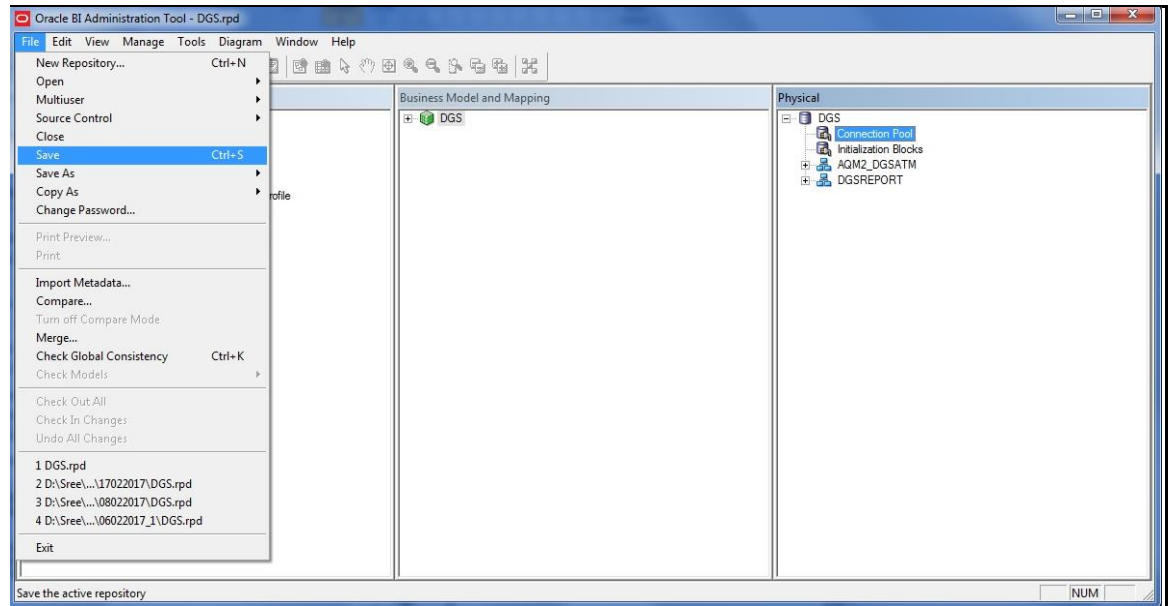 Oracle BI Administration Tool - DGS.rpd
File Edit View Manage Tools Diagram Window Help
New Repository... Ctrl+N
Open
Multiuser
Source Control
Close
Save Ctrl+S
Save As
Copy As
Change Password...
Print Preview...
Print
Import Metadata...
Compare...
Turn off Compare Mode
Merge...
Check Global Consistency Ctrl+K
Check Models
Check Out All
Check In Changes
Undo All Changes
1 DGS.rpd
2 D:\Sree\...\17022017\DGS.rpd
3 D:\Sree\...\08022017\DGS.rpd
4 D:\Sree\...\06022017_1\DGS.rpd
Exit
rofile
Business Model and Mapping
DGS
Physical
DGS
Connection Pool
Initialization Blocks
AQM2_DGSATM
DGSREPORT
Save the active repository
NUM